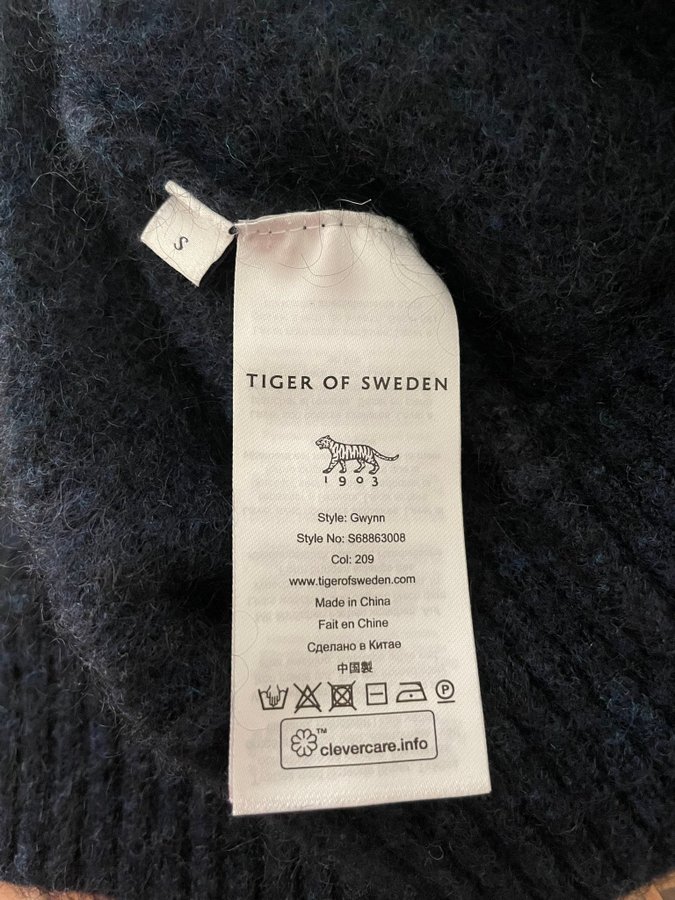 S
TIGER OF SWEDEN
1903
Style: Gwynn
Style No: S68863008
Col: 209
www.tigerofsweden.com
Made in China
Fait en Chine
Сделано в Китае
中国製
P
™
clevercare.info